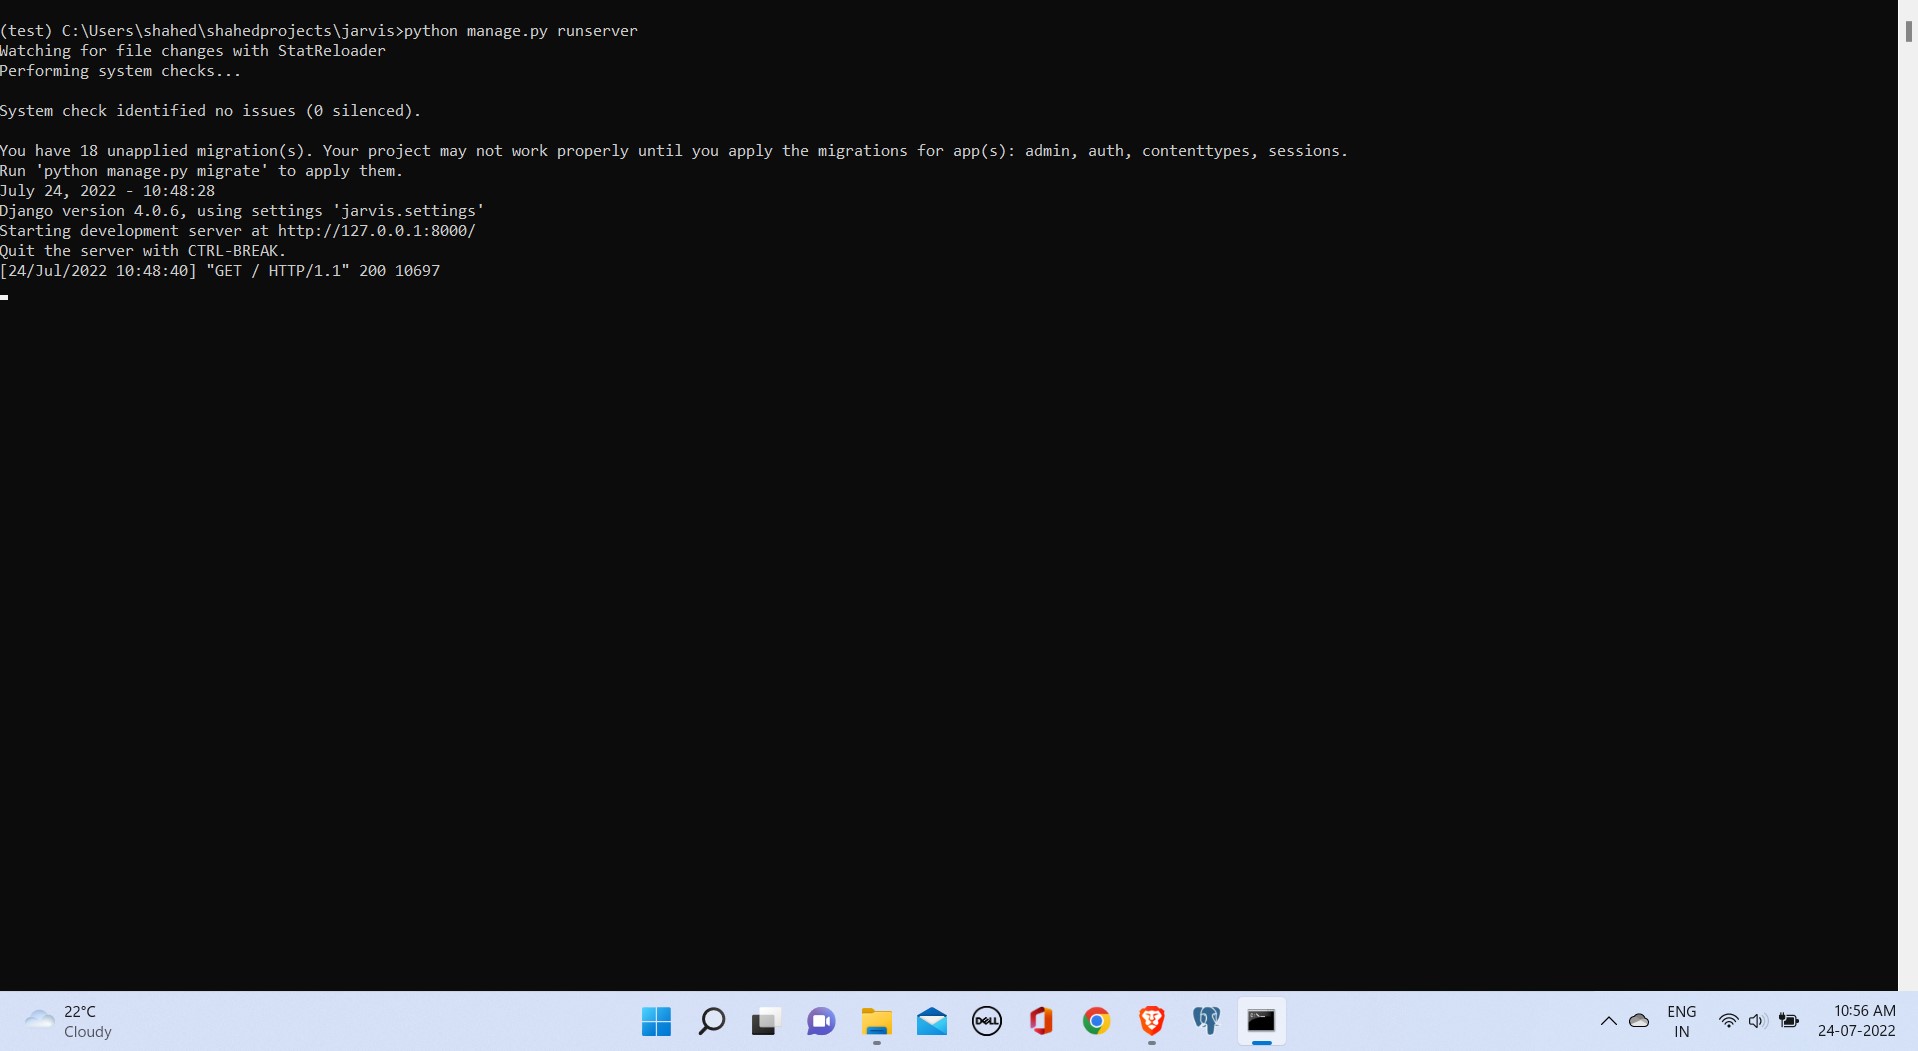 (test) C:\Users\shahed\shahedprojects\jarvis>python manage.py runserver
Watching for file changes with StatReloader
Performing system checks...
System check identified no issues (0 silenced).
You have 18 unapplied migration(s). Your project may not work properly until you apply the migrations for app(s): admin, auth, contenttypes, sessions.
Run 'python manage.py migrate' to apply them.
July 24, 2022 - 10:48:28
Django version 4.0.6, using settings 'jarvis.settings'
Starting development server at http://127.0.0.1:8000/
Quit the server with CTRL-BREAK.
[24/Jul/2022 10:48:40] "GET / HTTP/1.1" 200 10697
22°C
Cloudy
DELL
ENG
IN
10:56 AM
24-07-2022